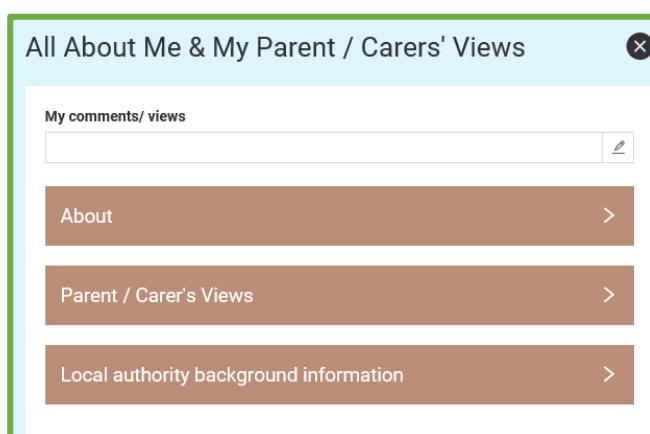 All About Me & My Parent / Carers' Views
My comments/ views
About
Parent / Carer's Views
Local authority background information